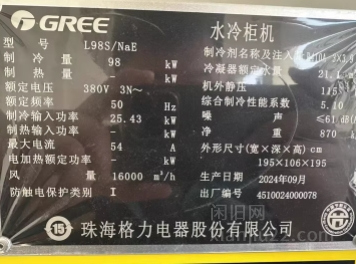 GREE
水冷柜机
型号 L98S/NaE
制冷量 98 kW
制热量 - kW
额定电压 380V 3N~
额定频率 50 Hz
制冷输入功率 25.43 kW
制热输入功率 - kW
最大电流 54 A
电加热额定功率 - kW
风量 16000 m³/h
防触电保护类别 I
制冷剂名称及注入量 R410A
冷凝器额定水量
机外静压
综合制冷性能系数 5.10
噪声 ≤61 dB(A)
净重 870
外形尺寸(宽×深×高) cm
195×106×195
出厂日期 2024年09月
出厂编号 4510024000078
15
珠海格力电器股份有限公司
闲旧网